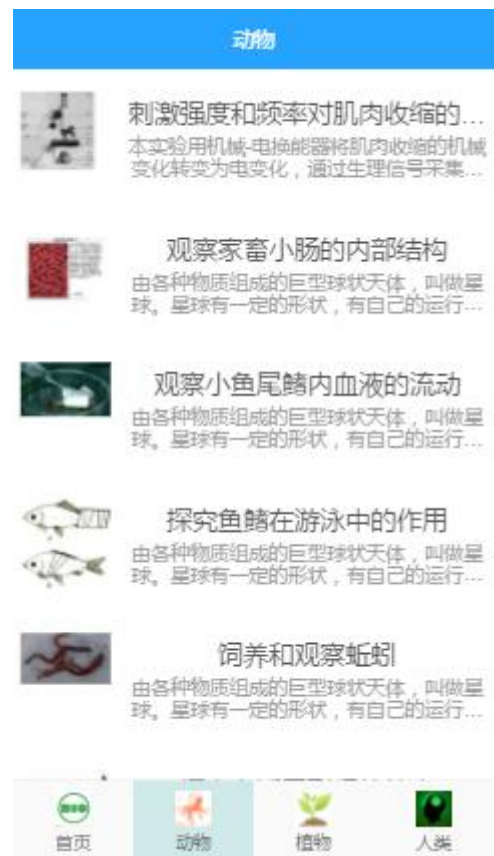 动物
刺激强度和频率对肌肉收缩的...
本实验用机械-电换能器将肌肉收缩的机械
变化转变为电变化，通过生理信号采集...
观察家畜小肠的内部结构
由各种物质组成的巨型球状天体，叫做星
球。星球有一定的形状，有自己的运行...
观察小鱼尾鳍内血液的流动
由各种物质组成的巨型球状天体，叫做星
球。星球有一定的形状，有自己的运行...
探究鱼鳍在游泳中的作用
由各种物质组成的巨型球状天体，叫做星
球。星球有一定的形状，有自己的运行...
饲养和观察蚯蚓
由各种物质组成的巨型球状天体，叫做星
球。星球有一定的形状，有自己的运行...
首页
动物
植物
人类